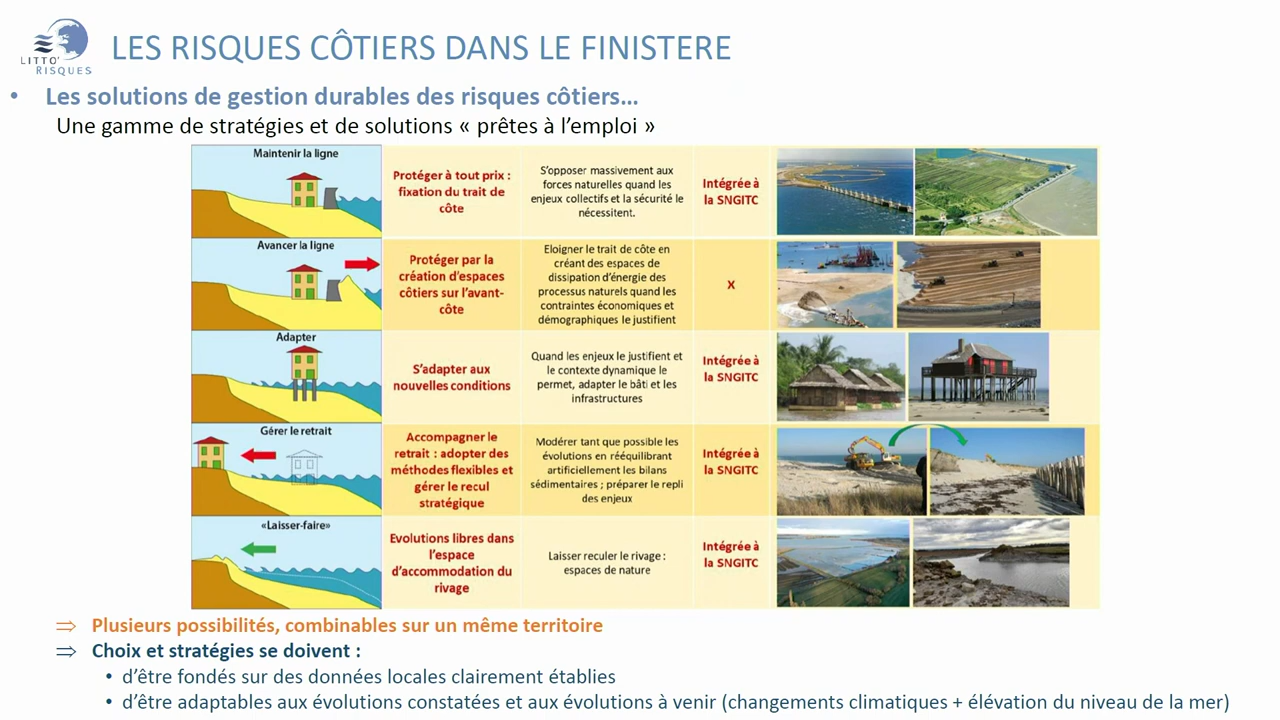 LITTO'
RISQUES
LES RISQUES CÔTIERS DANS LE FINISTERE
• Les solutions de gestion durables des risques côtiers…
Une gamme de stratégies et de solutions « prêtes à l'emploi »
Maintenir la ligne
Protéger à tout prix :
fixation du trait de
côte
S'opposer massivement aux
forces naturelles quand les
enjeux collectifs et la sécurité le
nécessitent.
Intégrée à
la SNGITC
Avancer la ligne
Protéger par la
création d'espaces
côtiers sur l'avant-
côte
Eloigner le trait de côte en
créant des espaces de
dissipation d'énergie des
processus naturels quand les
contraintes économiques et
démographiques le justifient
X
Adapter
S'adapter aux
nouvelles conditions
Quand les enjeux le justifient et
le contexte dynamique le
permet, adapter le bâti et les
infrastructures
Intégrée à
la SNGITC
Gérer le retrait
Accompagner le
retrait : adopter des
méthodes flexibles et
gérer le recul
stratégique
Modérer tant que possible les
évolutions en rééquilibrant
artificiellement les bilans
sédimentaires ; préparer le repli
des enjeux
Intégrée à
la SNGITC
«Laisser-faire»
Evolutions libres dans
l'espace
d'accommodation du
rivage
Laisser reculer le rivage :
espaces de nature
Intégrée à
la SNGITC
⇒ Plusieurs possibilités, combinables sur un même territoire
⇒ Choix et stratégies se doivent :
• d'être fondés sur des données locales clairement établies
• d'être adaptables aux évolutions constatées et aux évolutions à venir (changements climatiques + élévation du niveau de la mer)